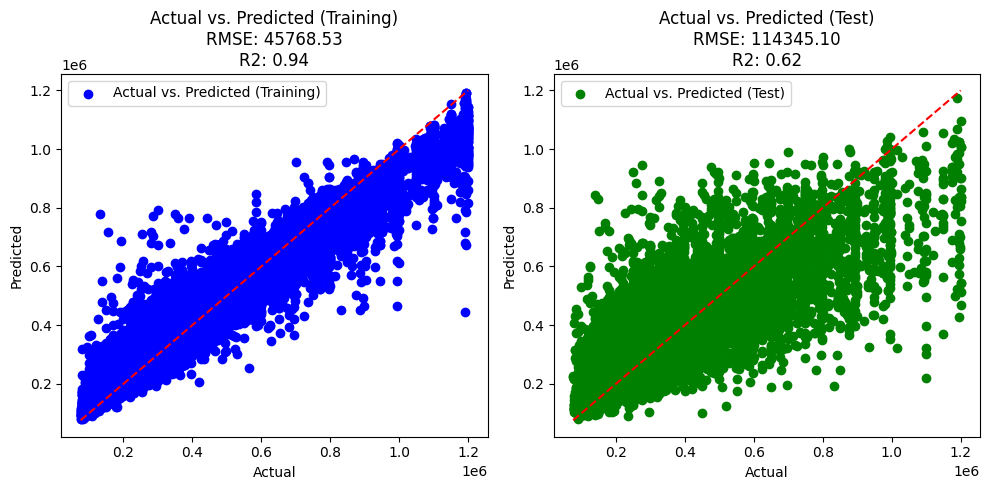 Actual vs. Predicted (Training)
RMSE: 45768.53
R2: 0.94
1e6
Actual vs. Predicted (Training)
1.2
1.0
0.8
0.6
0.4
0.2
Predicted
0.2 0.4 0.6 0.8 1.0 1.2
1e6
Actual
Actual vs. Predicted (Test)
RMSE: 114345.10
R2: 0.62
1e6
Actual vs. Predicted (Test)
1.2
1.0
0.8
0.6
0.4
0.2
Predicted
0.2 0.4 0.6 0.8 1.0 1.2
1e6
Actual